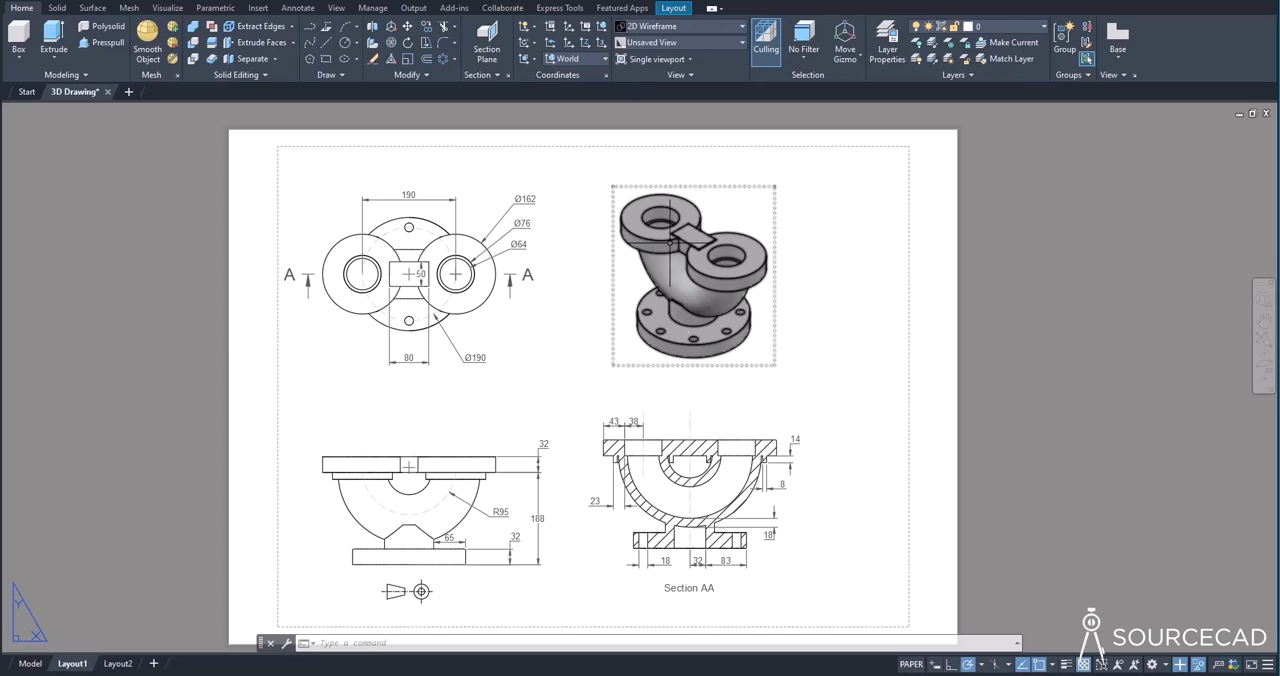 Home Solid Surface Mesh Visualize Parametric Insert Annotate View Manage Output Add-ins Collaborate Express Tools Featured Apps Layout
Polysolid Extrude Edges 2D Wireframe 0
Box Extrude Presspull Smooth Object Extrude Faces Section Plane Unsaved View Culling No Filter Move Gizmo Layer Properties Make Current Group Base
Separate World Single viewport Match Layer
Modeling Mesh Solid Editing Draw Modify Section Coordinates View Selection Layers Groups View
Start 3D Drawing*
190
Ø162
Ø76
Ø64
A 50 A
80 Ø190
43 38
14
32
8
23
R95
188
65 32
18
18 32 83
Section AA
Y
X
Type a command
SOURCECAD
Model Layout1 Layout2 PAPER